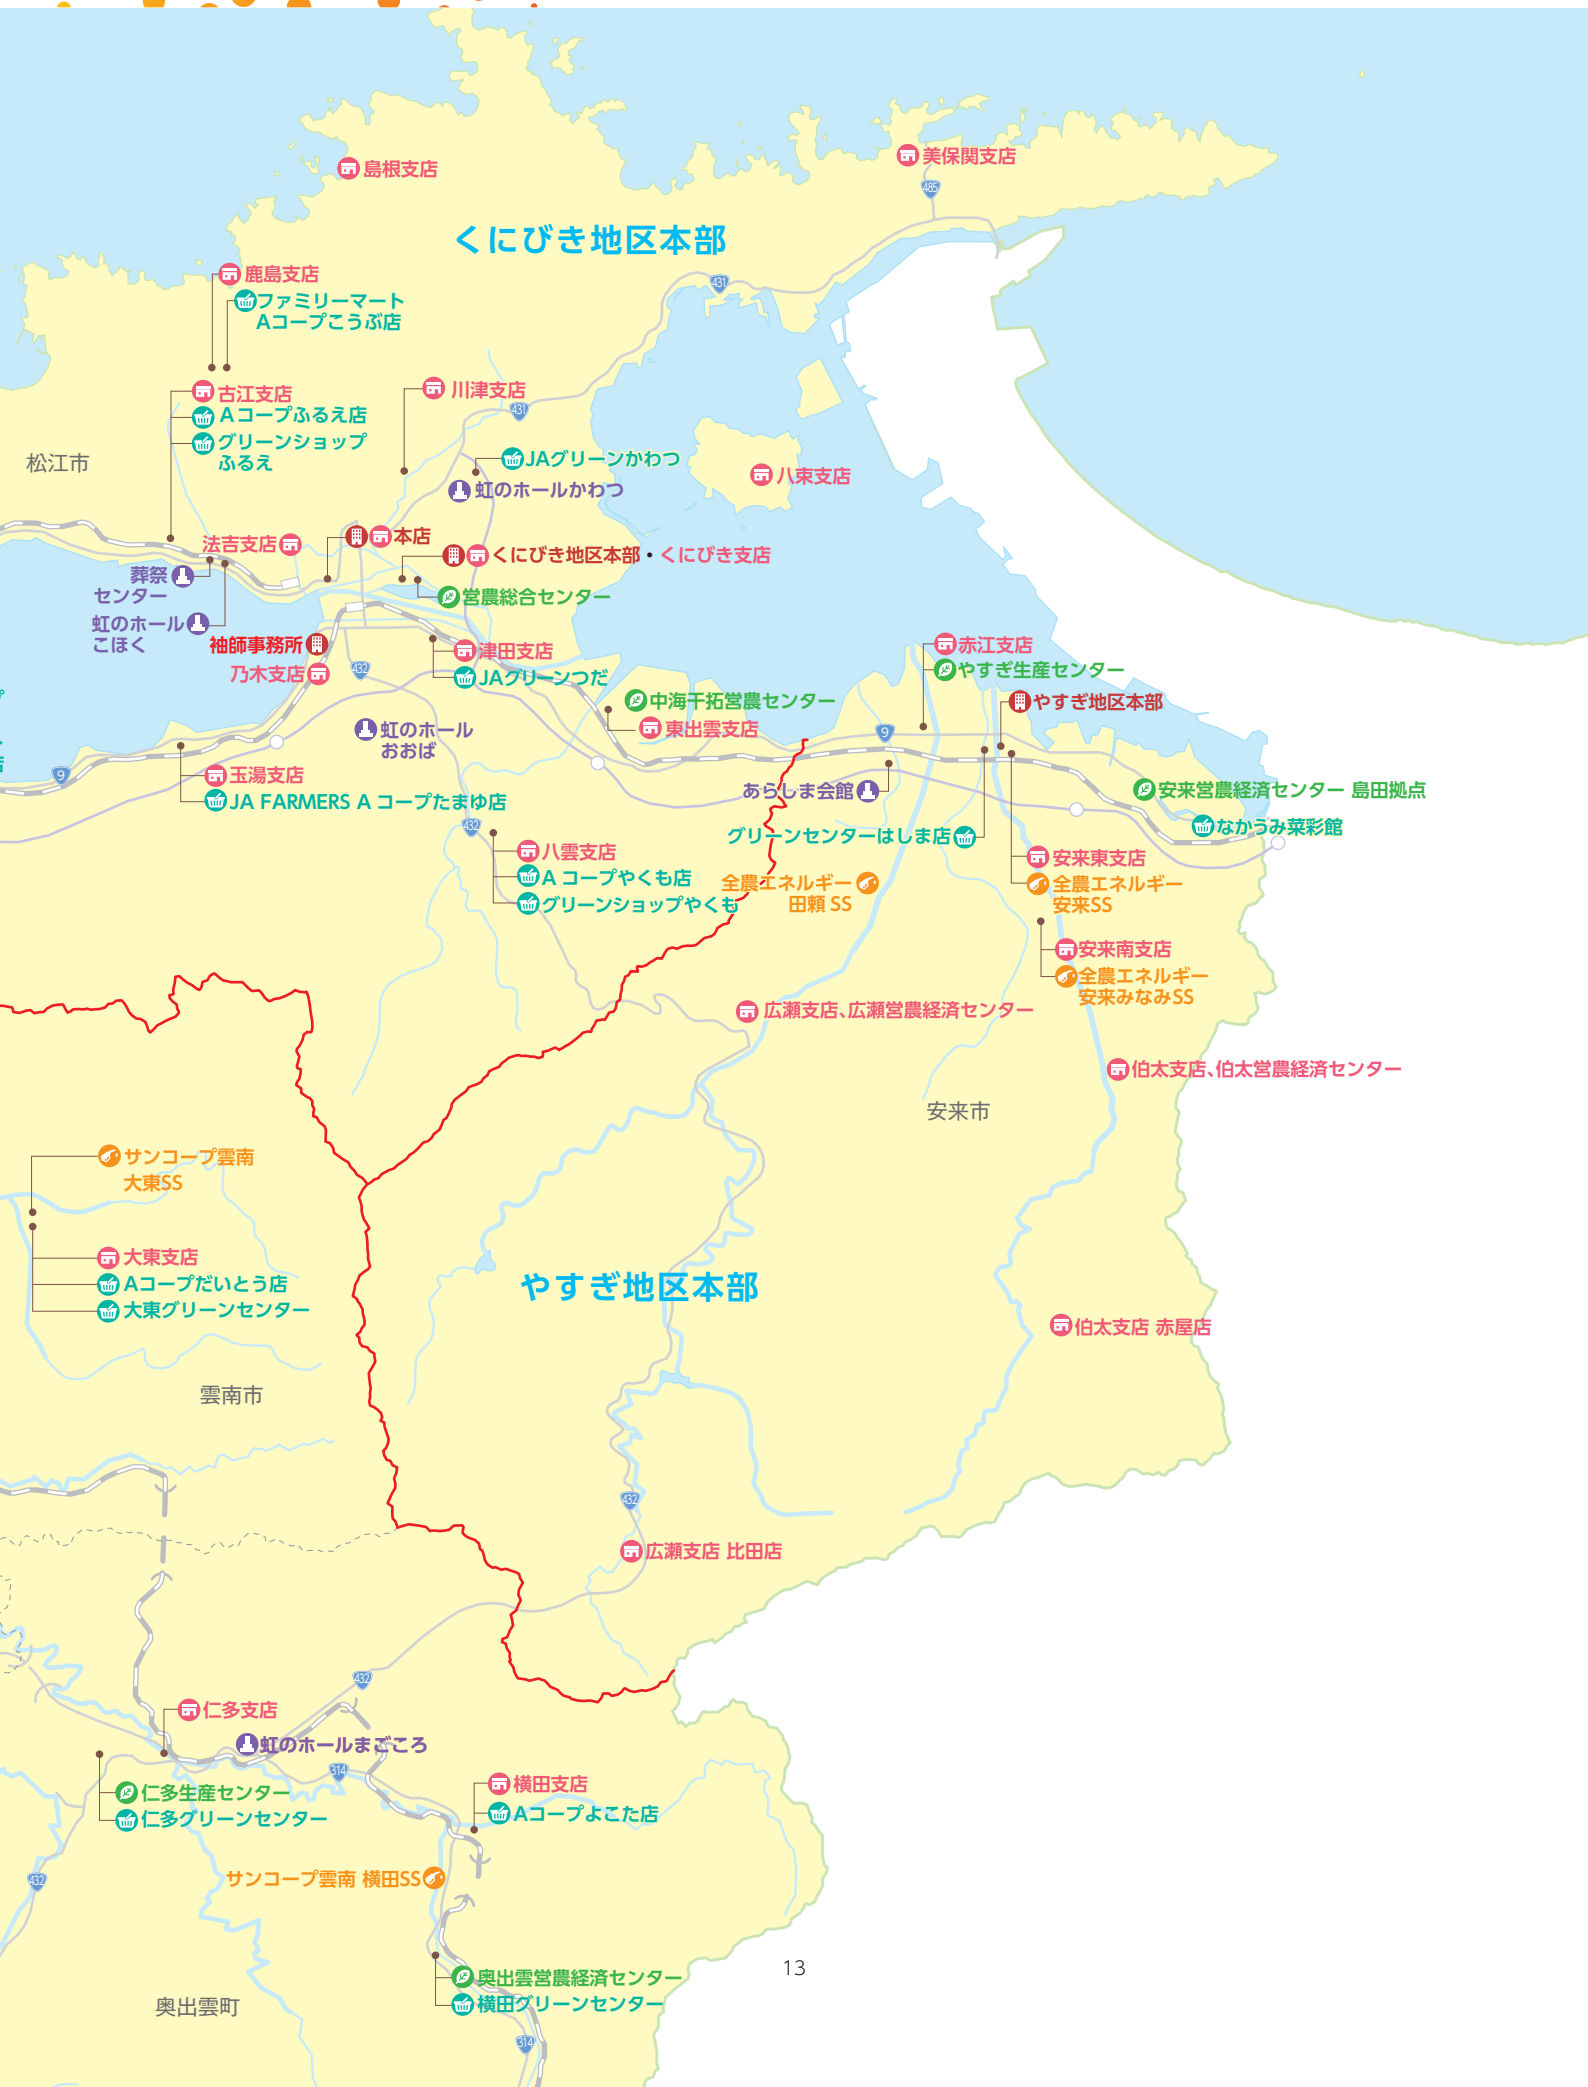 島根支店
美保関支店
485
くにびき地区本部
鹿島支店
ファミリーマート
Aコープこうぶ店
431
古江支店
Aコープふるえ店
グリーンショップ
ふるえ
川津支店
431
松江市
JAグリーンかわつ
虹のホールかわつ
八束支店
法吉支店
本店
くにびき地区本部・くにびき支店
葬祭
センター
営農総合センター
虹のホール
こほく
袖師事務所
乃木支店
432
津田支店
JAグリーンつだ
赤江支店
やすぎ生産センター
中海干拓営農センター
東出雲支店
やすぎ地区本部
虹のホール
おおば
9
9
玉湯支店
JA FARMERS A コープたまゆ店
あらしま会館
安来営農経済センター 島田拠点
なかうみ菜彩館
432
グリーンセンターはしま店
八雲支店
A コープやくも店
グリーンショップやくも
安来東支店
全農エネルギー
安来SS
全農エネルギー
田頼 SS
安来南支店
全農エネルギー
安来みなみSS
広瀬支店、広瀬営農経済センター
伯太支店、伯太営農経済センター
安来市
サンコープ雲南
大東SS
大東支店
Aコープだいとう店
大東グリーンセンター
やすぎ地区本部
伯太支店 赤屋店
雲南市
432
広瀬支店 比田店
432
仁多支店
虹のホールまごころ
314
仁多生産センター
仁多グリーンセンター
横田支店
Aコープよこた店
432
サンコープ雲南 横田SS
13
奥出雲営農経済センター
横田グリーンセンター
奥出雲町
314